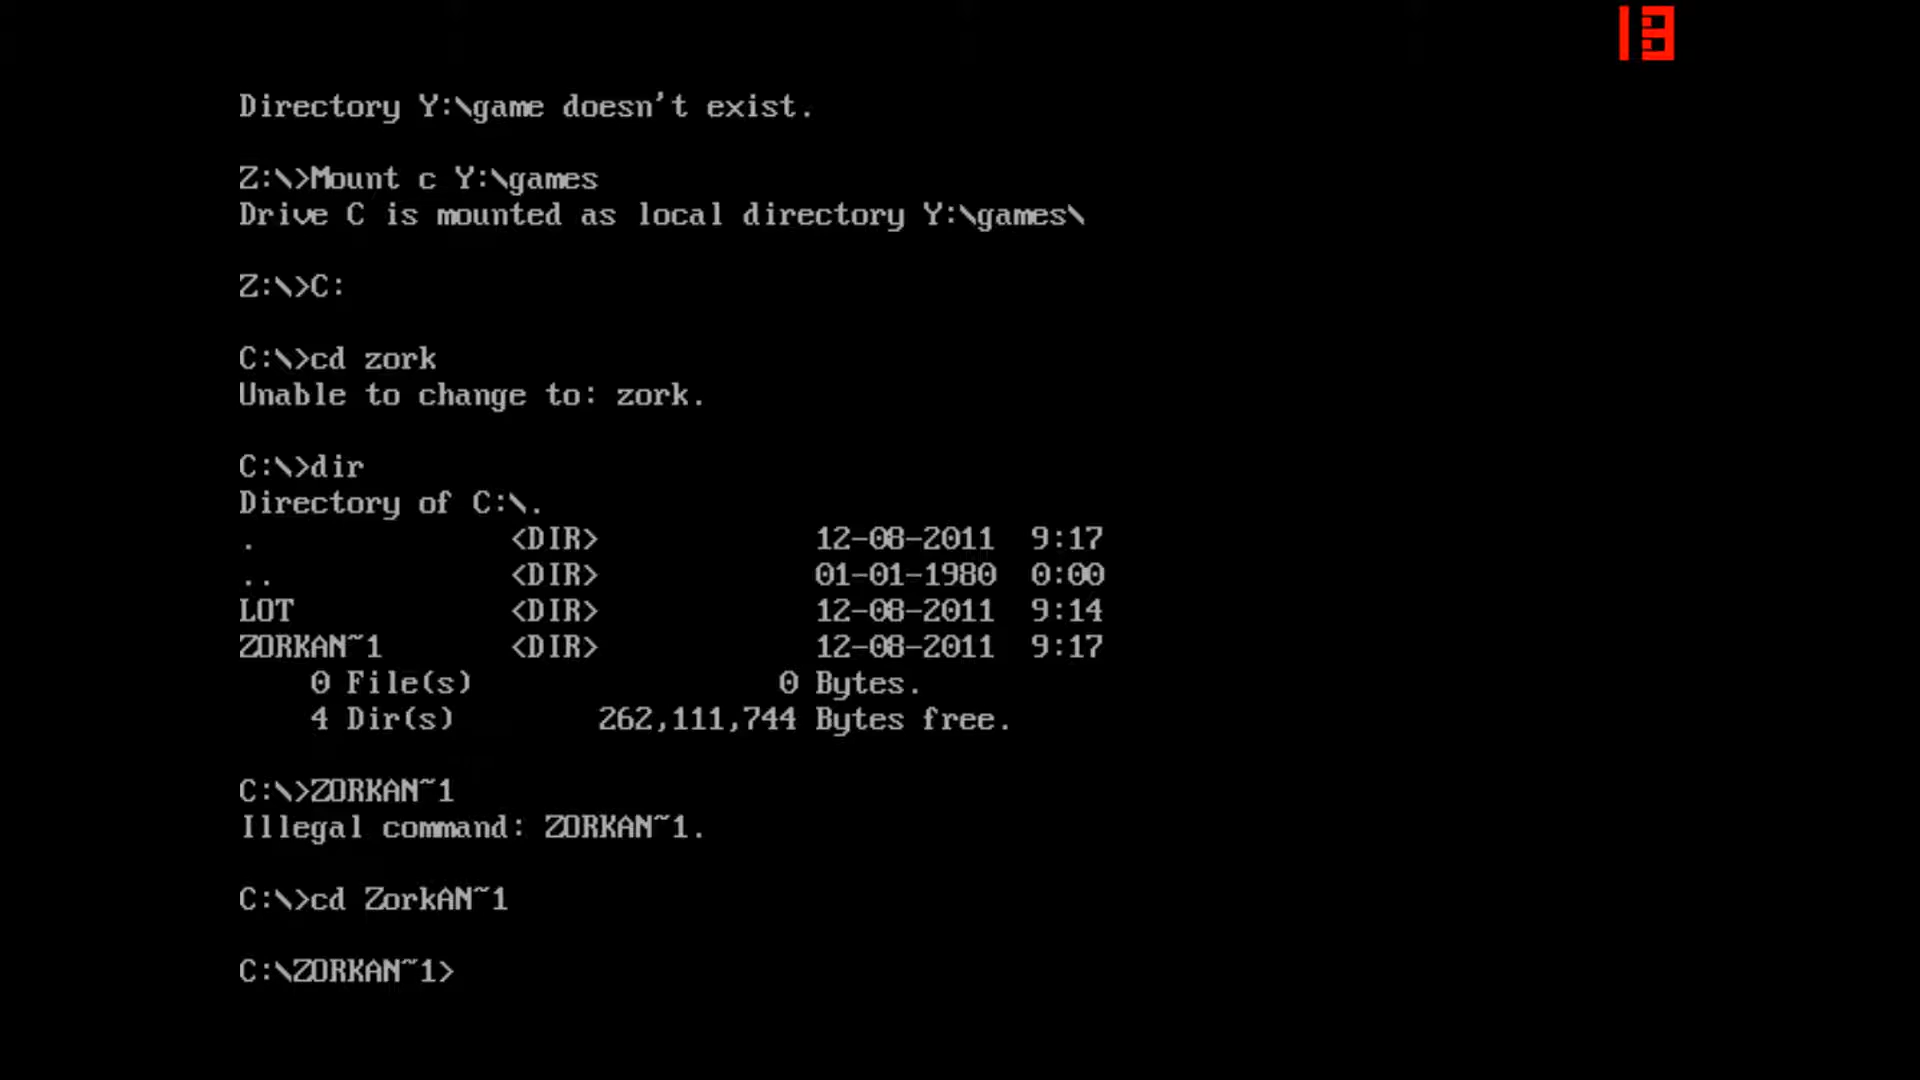 13
Directory Y:\game doesn't exist.
Z:\>Mount c Y:\games
Drive C is mounted as local directory Y:\games\
Z:\>C:
C:\>cd zork
Unable to change to: zork.
C:\>dir
Directory of C:\.
. <DIR> 12-08-2011 9:17
.. <DIR> 01-01-1980 0:00
LOT <DIR> 12-08-2011 9:14
ZORKAN~1 <DIR> 12-08-2011 9:17
0 File(s) 0 Bytes.
4 Dir(s) 262,111,744 Bytes free.
C:\>ZORKAN~1
Illegal command: ZORKAN~1.
C:\>cd ZorkAN~1
C:\ZORKAN~1>